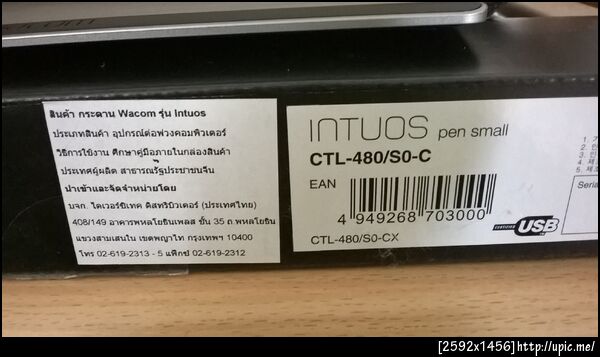 สินค้า กระดาน Wacom รุ่น Intuos
ประเภทสินค้า อุปกรณ์ต่อพ่วงคอมพิวเตอร์
วิธีการใช้งาน ศึกษาคู่มือภายในกล่องสินค้า
ประเทศผู้ผลิต สาธารณรัฐประชาชนจีน
นำเข้าและจัดจำหน่ายโดย
บจก. ไดเวอร์ซิเทค ดิสทริบิวเตอร์ (ประเทศไทย)
408/149 อาคารพหลโยธินเพลส ชั้น 35 ถ.พหลโยธิน
แขวงสามเสนใน เขตพญาไท กรุงเทพฯ 10400
โทร 02-619-2313 - 5 แฟ็กซ์ 02-619-2312
INTUOS pen small
CTL-480/S0-C
EAN
4 949268 703000
CTL-480/S0-CX
CERTIFIED USB
1.
2.
3.
4.
5.
Seria
[2592x1456]http://upic.me/